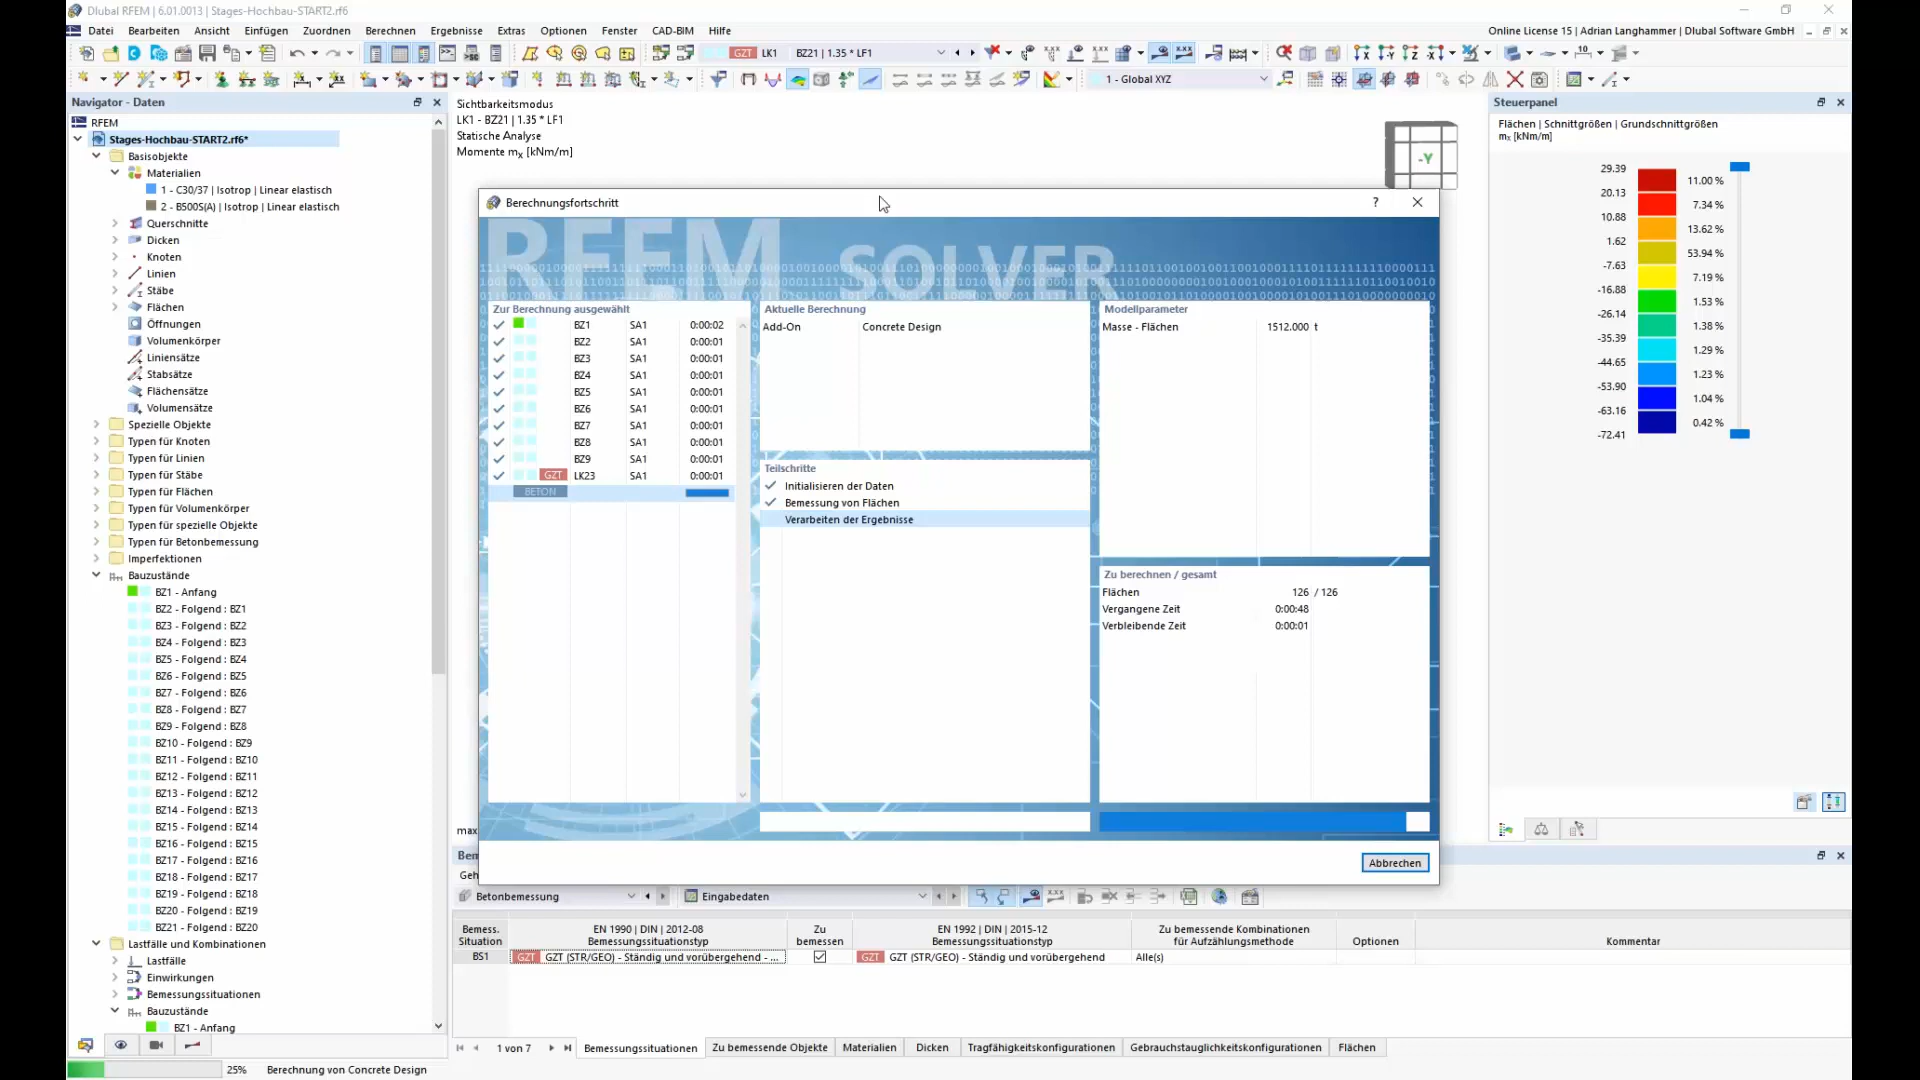 Dlubal RFEM | 6.01.0013 | Stages-Hochbau-START2.rf6
Datei Bearbeiten Ansicht Einfügen Zuordnen Berechnen Ergebnisse Extras Optionen Fenster CAD-BIM Hilfe
Online License 15 | Adrian Langhammer | Dlubal Software GmbH
GZT LK1 BZ21 | 1.35 * LF1
1 - Global XYZ
Navigator - Daten
RFEM
Stages-Hochbau-START2.rf6*
Basisobjekte
Materialien
1 - C30/37 | Isotrop | Linear elastisch
2 - B500S(A) | Isotrop | Linear elastisch
Querschnitte
Dicken
Knoten
Linien
Stäbe
Flächen
Öffnungen
Volumenkörper
Liniensätze
Stabsätze
Flächensätze
Volumensätze
Spezielle Objekte
Typen für Knoten
Typen für Linien
Typen für Stäbe
Typen für Flächen
Typen für Volumenkörper
Typen für spezielle Objekte
Typen für Betonbemessung
Imperfektionen
Bauzustände
BZ1 - Anfang
BZ2 - Folgend : BZ1
BZ3 - Folgend : BZ2
BZ4 - Folgend : BZ3
BZ5 - Folgend : BZ4
BZ6 - Folgend : BZ5
BZ7 - Folgend : BZ6
BZ8 - Folgend : BZ7
BZ9 - Folgend : BZ8
BZ10 - Folgend : BZ9
BZ11 - Folgend : BZ10
BZ12 - Folgend : BZ11
BZ13 - Folgend : BZ12
BZ14 - Folgend : BZ13
BZ15 - Folgend : BZ14
BZ16 - Folgend : BZ15
BZ17 - Folgend : BZ16
BZ18 - Folgend : BZ17
BZ19 - Folgend : BZ18
BZ20 - Folgend : BZ19
BZ21 - Folgend : BZ20
Lastfälle und Kombinationen
Lastfälle
Einwirkungen
Bemessungssituationen
Bauzustände
BZ1 - Anfang
25% Berechnung von Concrete Design
Sichtbarkeitsmodus
LK1 - BZ21 | 1.35 * LF1
Statische Analyse
Momente mx [kNm/m]
-Y
Berechnungsfortschritt
RFEM SOLVER
Zur Berechnung ausgewählt
BZ1 SA1 0:00:02
BZ2 SA1 0:00:01
BZ3 SA1 0:00:01
BZ4 SA1 0:00:01
BZ5 SA1 0:00:01
BZ6 SA1 0:00:01
BZ7 SA1 0:00:01
BZ8 SA1 0:00:01
BZ9 SA1 0:00:01
GZT LK23 SA1 0:00:01
BETON
Aktuelle Berechnung
Add-On Concrete Design
Teilschritte
Initialisieren der Daten
Bemessung von Flächen
Verarbeiten der Ergebnisse
Modellparameter
Masse - Flächen 1512.000 t
Zu berechnen / gesamt
Flächen 126 / 126
Vergangene Zeit 0:00:48
Verbleibende Zeit 0:00:01
Abbrechen
Steuerpanel
Flächen | Schnittgrößen | Grundschnittgrößen
mx [kNm/m]
29.39
11.00 %
20.13
7.34 %
10.88
13.62 %
1.62
53.94 %
-7.63
7.19 %
-16.88
1.53 %
-26.14
1.38 %
-35.39
1.29 %
-44.65
1.23 %
-53.90
1.04 %
-63.16
0.42 %
-72.41
max
Bem
Geh
Betonbemessung Eingabedaten
Bemess. Situation
EN 1990 | DIN | 2012-08 Bemessungssituationtyp
Zu bemessen
EN 1992 | DIN | 2015-12 Bemessungssituationtyp
Zu bemessende Kombinationen für Aufzählungsmethode
Optionen
Kommentar
BS1 GZT GZT (STR/GEO) - Ständig und vorübergehend - ... GZT GZT (STR/GEO) - Ständig und vorübergehend Alle(s)
1 von 7 Bemessungssituationen Zu bemessende Objekte Materialien Dicken Tragfähigkeitskonfigurationen Gebrauchstauglichkeitskonfigurationen Flächen